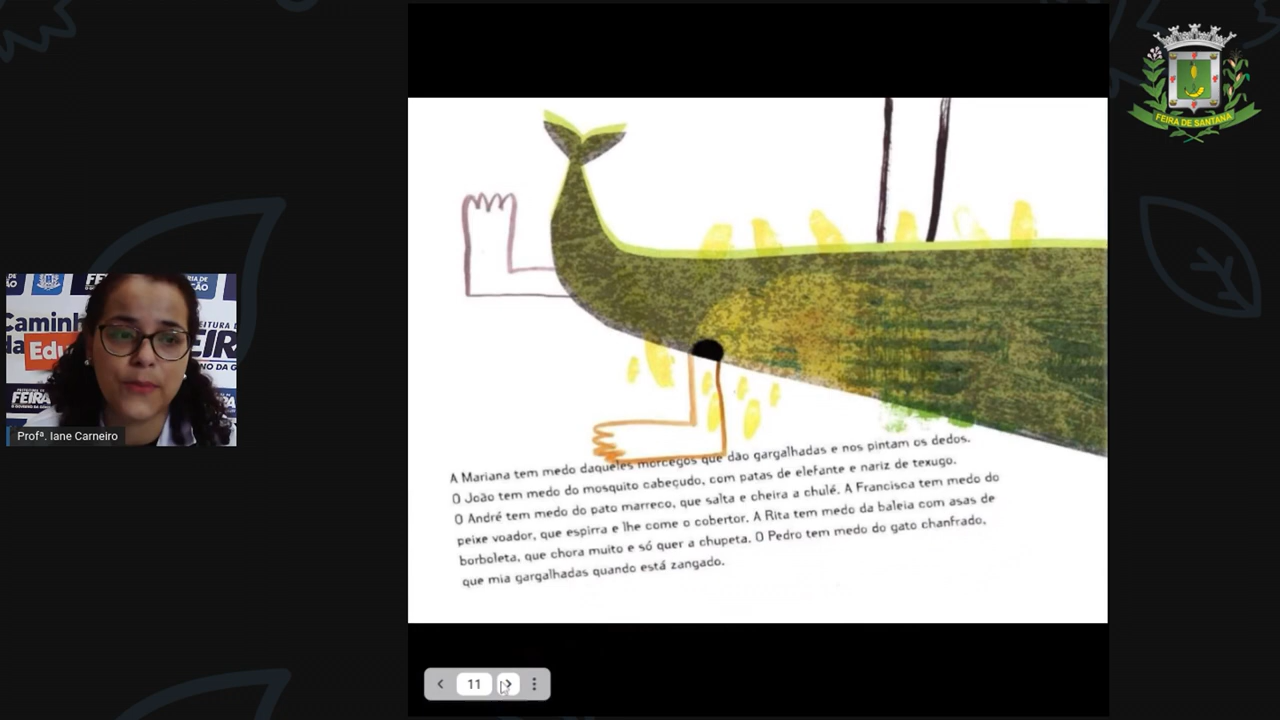 FEIRA DE SANTANA
Caminh
da Edu
FEIRA
Profª. Iane Carneiro
A Mariana tem medo daqueles morcegos que dão gargalhadas e nos pintam os dedos.
O João tem medo do mosquito cabeçudo, com patas de elefante e nariz de texugo.
O André tem medo do pato marreco, que salta e cheira a chulé. A Francisca tem medo do
peixe voador, que espirra e lhe come o cobertor. A Rita tem medo da baleia com asas de
borboleta, que chora muito e só quer a chupeta. O Pedro tem medo do gato chanfrado,
que mia gargalhadas quando está zangado.
11